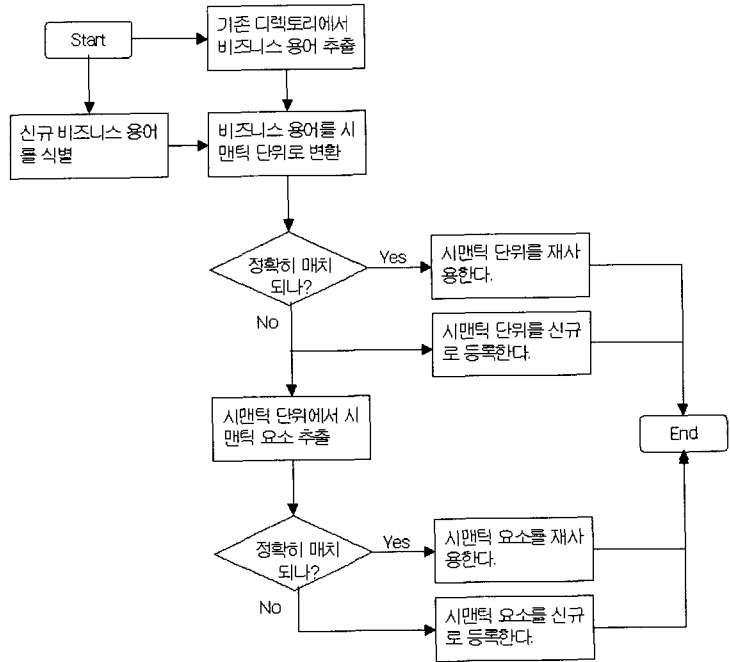 Start
기존 디렉토리에서
비즈니스 용어 추출
신규 비즈니스 용어
를 식별
비즈니스 용어를 시
맨틱 단위로 변환
정확히 매치
되나?
Yes
시맨틱 단위를 재사
용한다.
No
시맨틱 단위를 신규
로 등록한다.
시맨틱 단위에서 시
맨틱 요소 추출
End
정확히 매치
되나?
Yes
시맨틱 요소를 재사
용한다.
No
시맨틱 요소를 신규
로 등록한다.